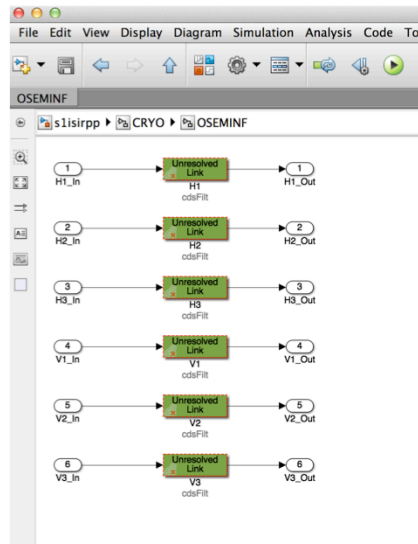 File Edit View Display Diagram Simulation Analysis Code To
OSEMINF
s1isirpp ▶ CRYO ▶ OSEMINF
1 Unresolved Link 1
H1_In H1 H1_Out
cdsFilt
2 Unresolved Link 2
H2_In H2 H2_Out
cdsFilt
3 Unresolved Link 3
H3_In H3 H3_Out
cdsFilt
4 Unresolved Link 4
V1_In V1 V1_Out
cdsFilt
5 Unresolved Link 5
V2_In V2 V2_Out
cdsFilt
6 Unresolved Link 6
V3_In V3 V3_Out
cdsFilt